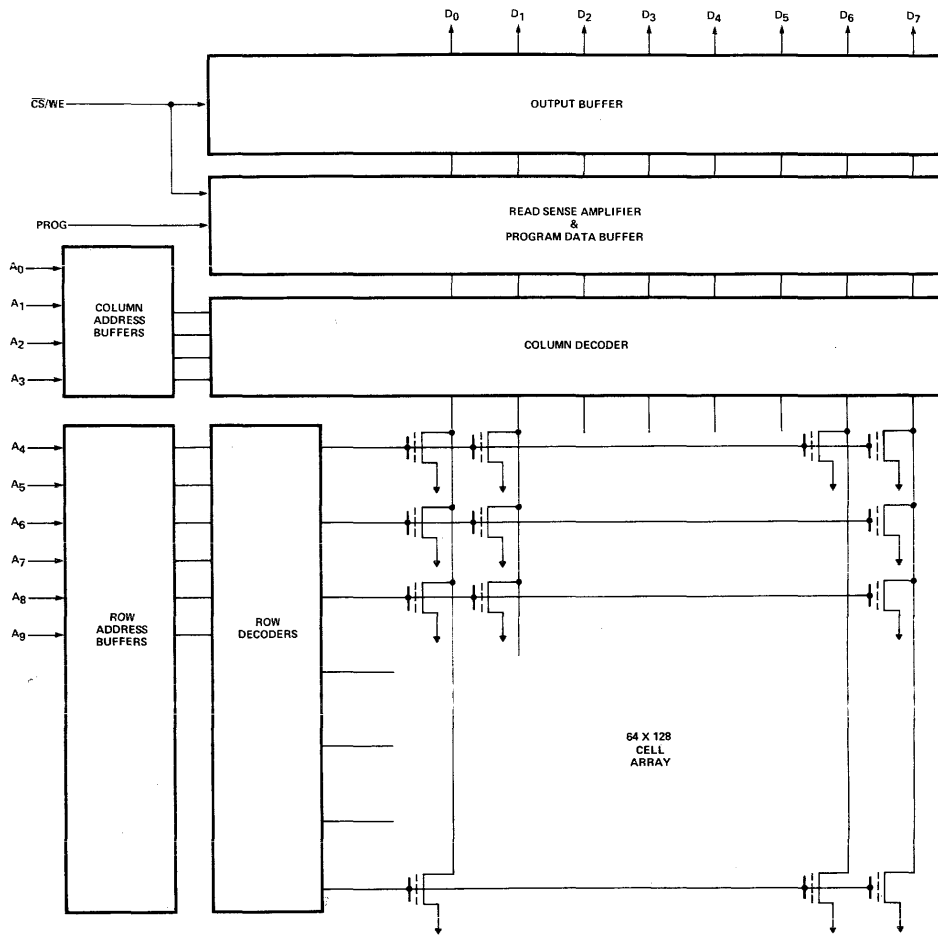 D0 D1 D2 D3 D4 D5 D6 D7
CS/WE
OUTPUT BUFFER
PROG
READ SENSE AMPLIFIER
&
PROGRAM DATA BUFFER
A0
A1
A2
A3
COLUMN
ADDRESS
BUFFERS
COLUMN DECODER
A4
A5
A6
A7
A8
A9
ROW
ADDRESS
BUFFERS
ROW
DECODERS
64 X 128
CELL
ARRAY